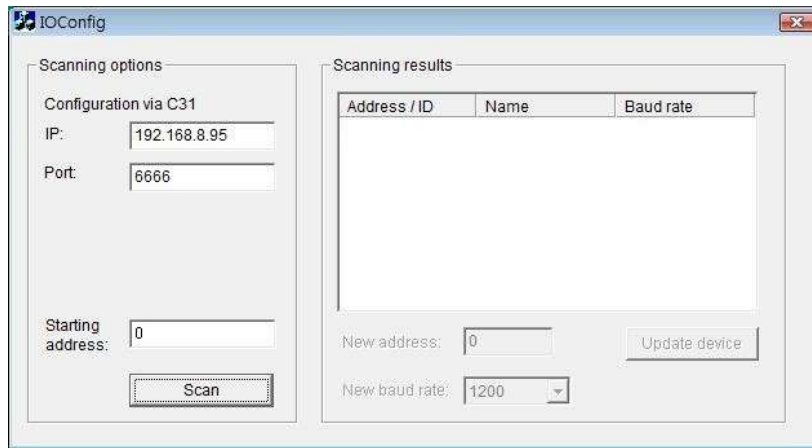 IOConfig
Scanning options
Configuration via C31
IP: 192.168.8.95
Port: 6666
Starting address: 0
Scan
Scanning results
Address / ID Name Baud rate
New address: 0
Update device
New baud rate: 1200